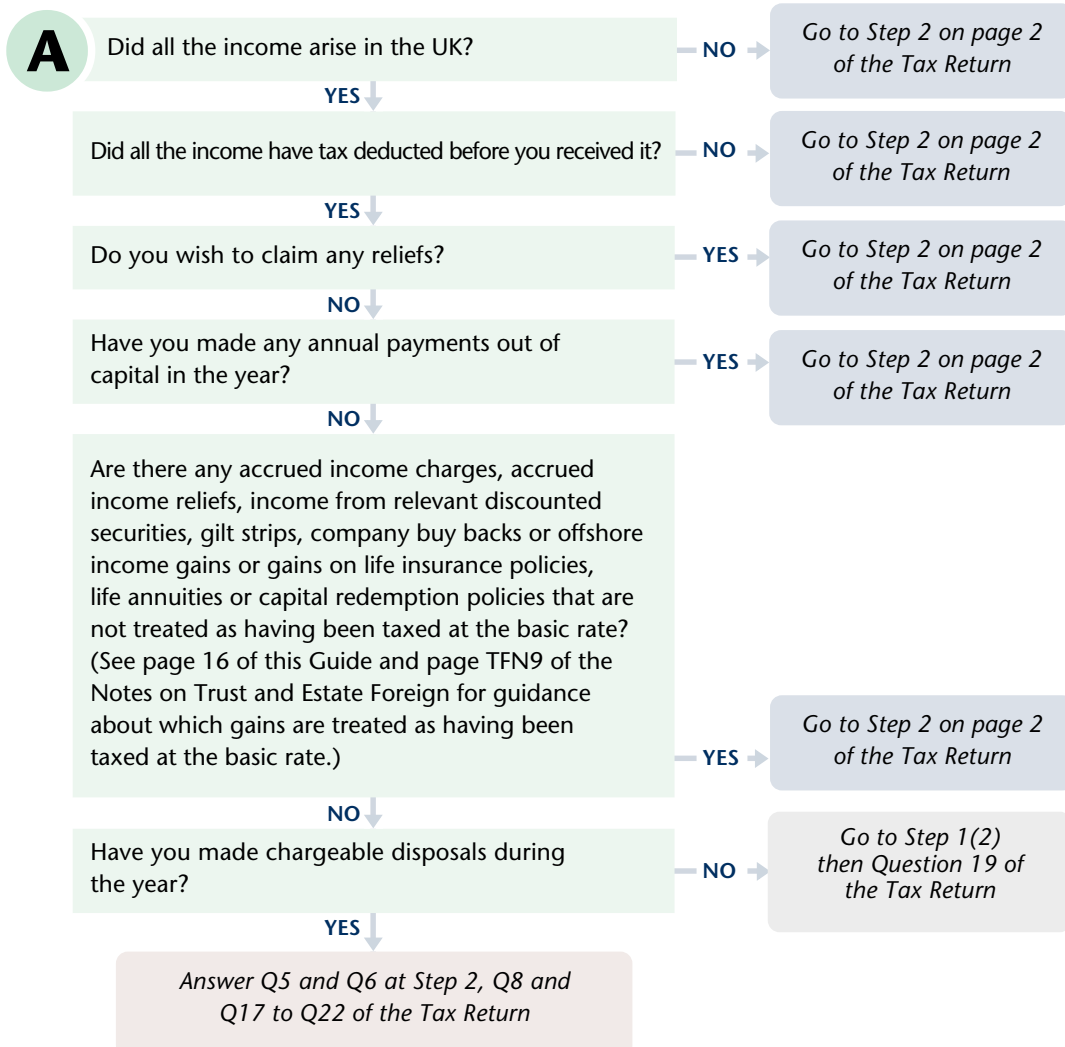 A
Did all the income arise in the UK?
NO
Go to Step 2 on page 2
of the Tax Return
YES
Did all the income have tax deducted before you received it?
NO
Go to Step 2 on page 2
of the Tax Return
YES
Do you wish to claim any reliefs?
YES
Go to Step 2 on page 2
of the Tax Return
NO
Have you made any annual payments out of
capital in the year?
YES
Go to Step 2 on page 2
of the Tax Return
NO
Are there any accrued income charges, accrued
income reliefs, income from relevant discounted
securities, gilt strips, company buy backs or offshore
income gains or gains on life insurance policies,
life annuities or capital redemption policies that are
not treated as having been taxed at the basic rate?
(See page 16 of this Guide and page TFN9 of the
Notes on Trust and Estate Foreign for guidance
about which gains are treated as having been
taxed at the basic rate.)
YES
Go to Step 2 on page 2
of the Tax Return
NO
Have you made chargeable disposals during
the year?
NO
Go to Step 1(2)
then Question 19 of
the Tax Return
YES
Answer Q5 and Q6 at Step 2, Q8 and
Q17 to Q22 of the Tax Return